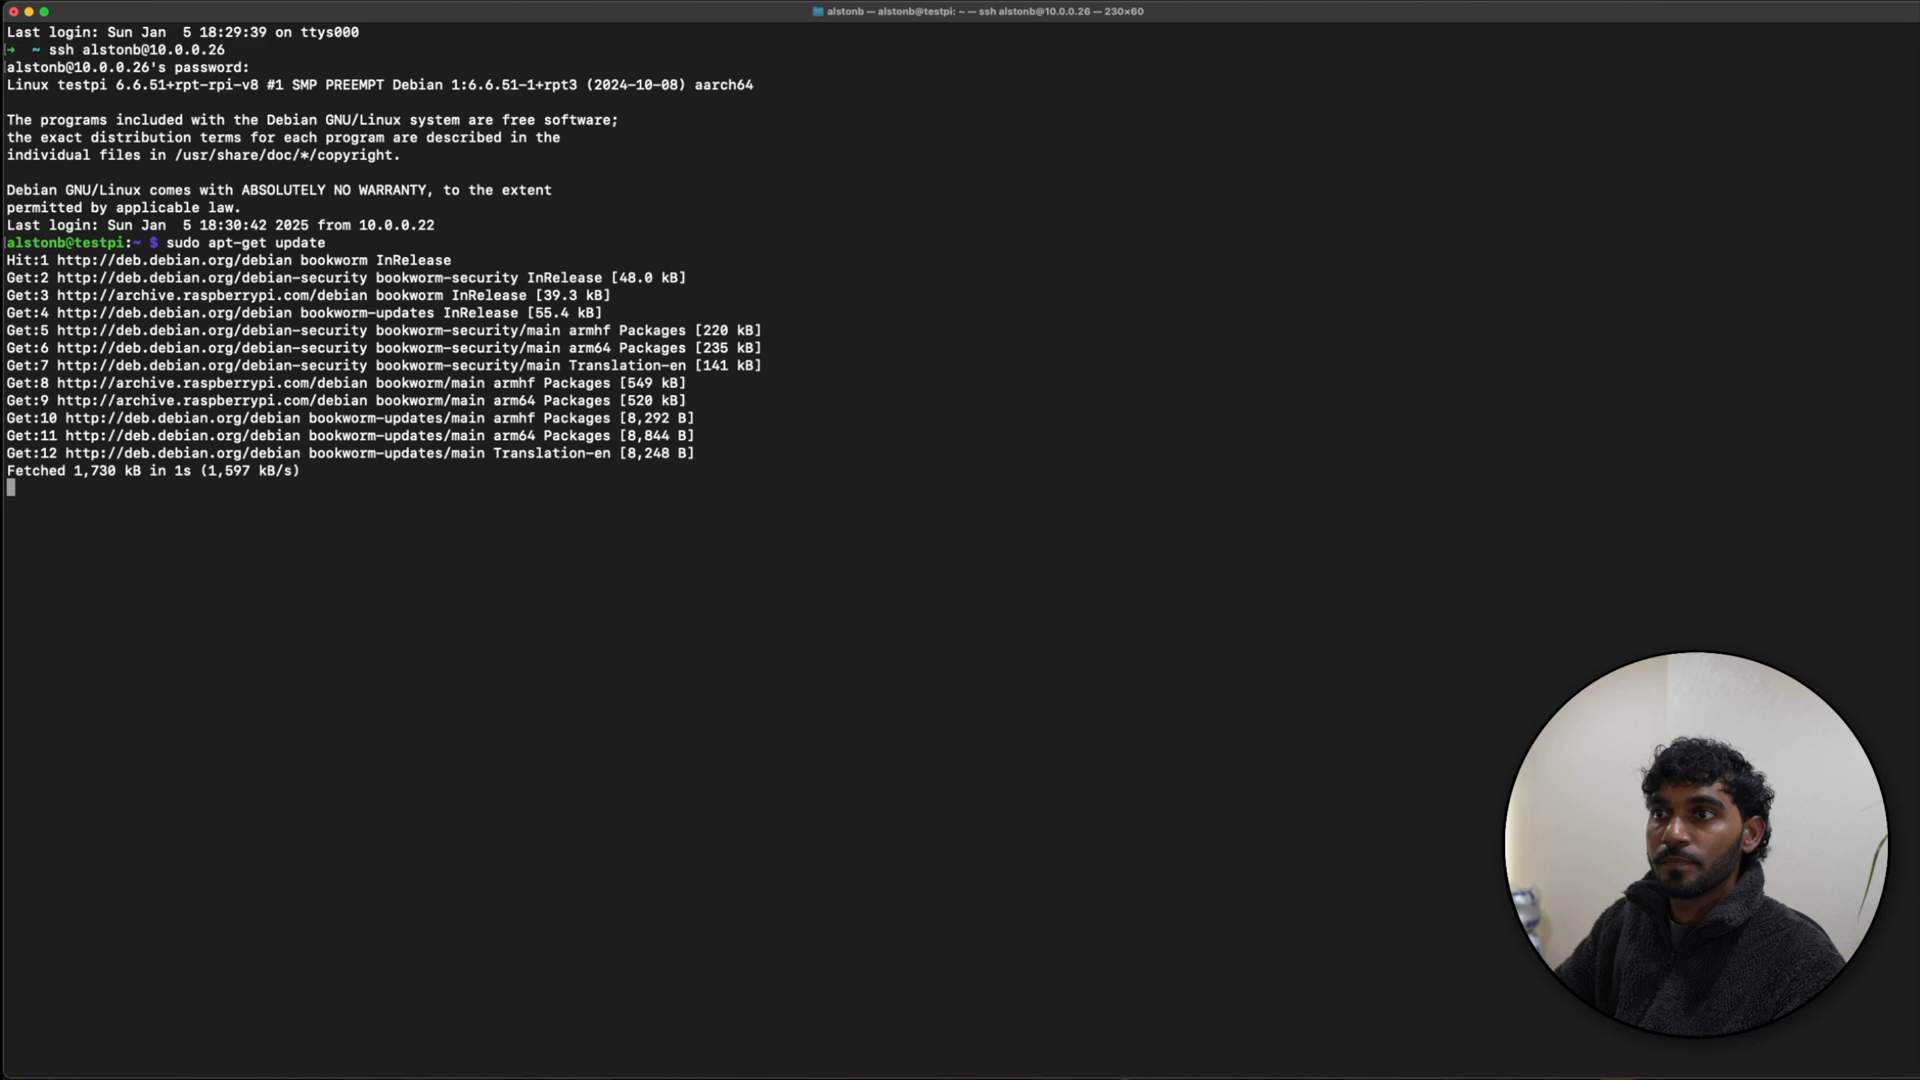 alstonb — alstonb@testpi: ~ — ssh alstonb@10.0.0.26 — 230×60
Last login: Sun Jan  5 18:29:39 on ttys000
➜  ~ ssh alstonb@10.0.0.26
alstonb@10.0.0.26's password:
Linux testpi 6.6.51+rpt-rpi-v8 #1 SMP PREEMPT Debian 1:6.6.51-1+rpt3 (2024-10-08) aarch64
The programs included with the Debian GNU/Linux system are free software;
the exact distribution terms for each program are described in the
individual files in /usr/share/doc/*/copyright.
Debian GNU/Linux comes with ABSOLUTELY NO WARRANTY, to the extent
permitted by applicable law.
Last login: Sun Jan  5 18:30:42 2025 from 10.0.0.22
alstonb@testpi:~ $ sudo apt-get update
Hit:1 http://deb.debian.org/debian bookworm InRelease
Get:2 http://deb.debian.org/debian-security bookworm-security InRelease [48.0 kB]
Get:3 http://archive.raspberrypi.com/debian bookworm InRelease [39.3 kB]
Get:4 http://deb.debian.org/debian bookworm-updates InRelease [55.4 kB]
Get:5 http://deb.debian.org/debian-security bookworm-security/main armhf Packages [220 kB]
Get:6 http://deb.debian.org/debian-security bookworm-security/main arm64 Packages [235 kB]
Get:7 http://deb.debian.org/debian-security bookworm-security/main Translation-en [141 kB]
Get:8 http://archive.raspberrypi.com/debian bookworm/main armhf Packages [549 kB]
Get:9 http://archive.raspberrypi.com/debian bookworm/main arm64 Packages [520 kB]
Get:10 http://deb.debian.org/debian bookworm-updates/main armhf Packages [8,292 B]
Get:11 http://deb.debian.org/debian bookworm-updates/main arm64 Packages [8,844 B]
Get:12 http://deb.debian.org/debian bookworm-updates/main Translation-en [8,248 B]
Fetched 1,730 kB in 1s (1,597 kB/s)